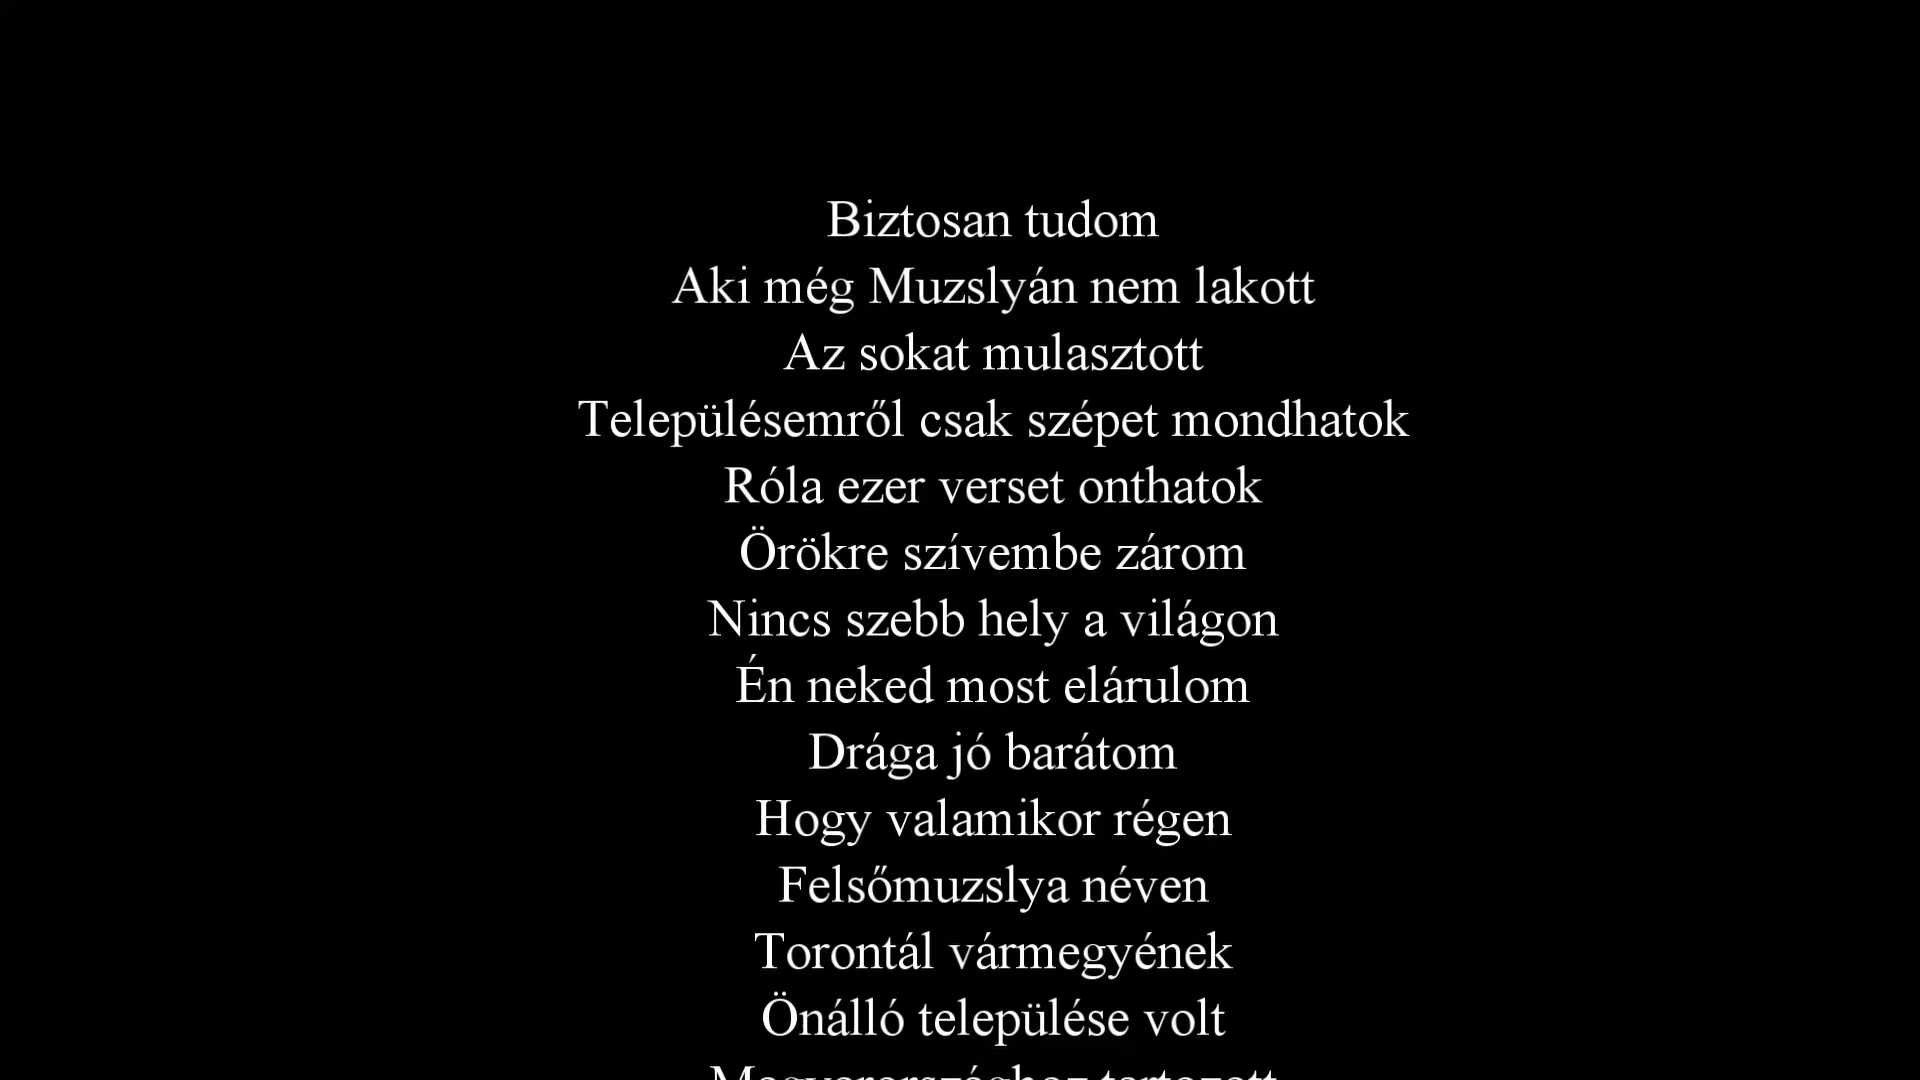 Biztosan tudom
Aki még Muzslyán nem lakott
Az sokat mulasztott
Településemről csak szépet mondhatok
Róla ezer verset onthatok
Örökre szívembe zárom
Nincs szebb hely a világon
Én neked most elárulom
Drága jó barátom
Hogy valamikor régen
Felsőmuzslya néven
Torontál vármegyének
Önálló települése volt
Magyarországhoz tartozott